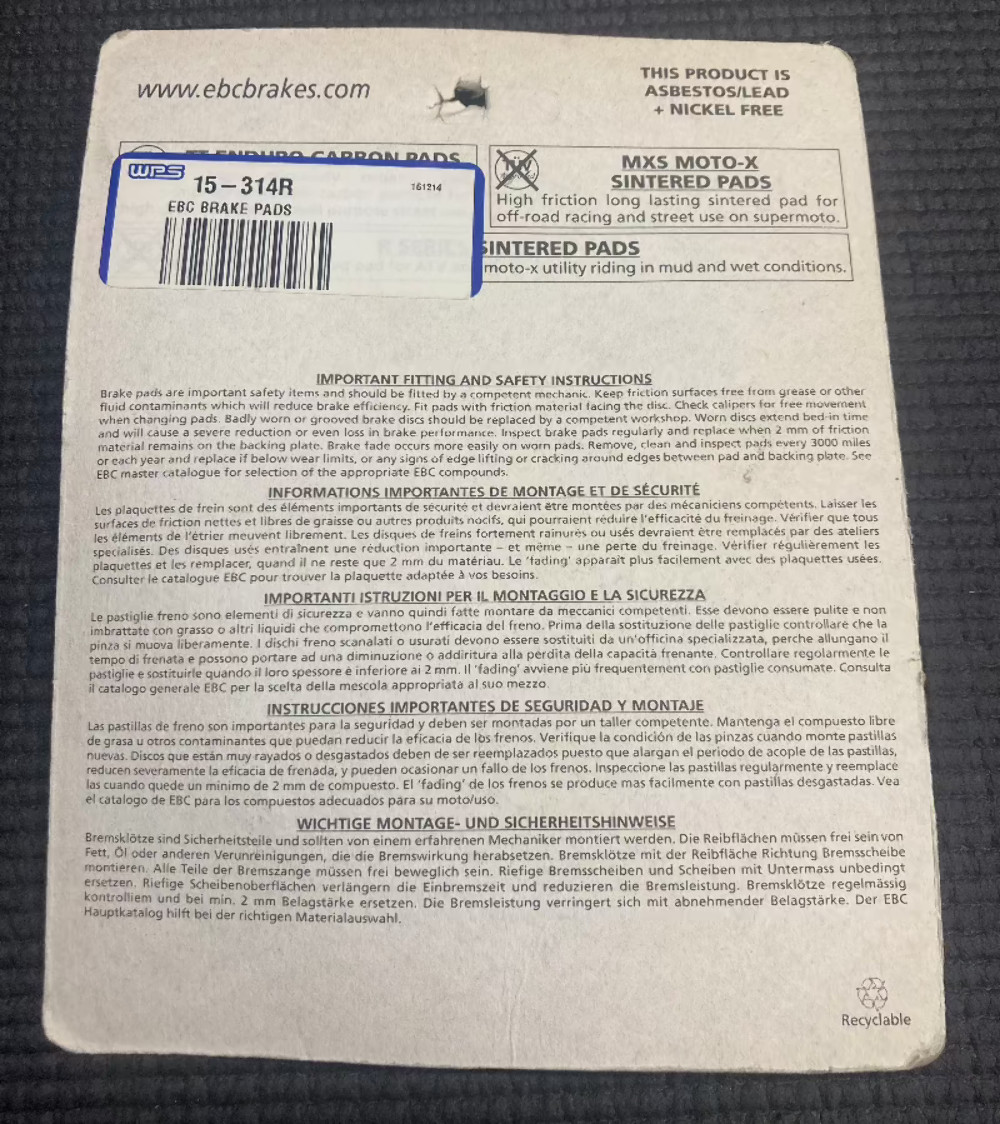 www.ebcbrakes.com
THIS PRODUCT IS
ASBESTOS/LEAD
+ NICKEL FREE
TT ENDURO CARBON PADS
WPS
15-314R
161214
EBC BRAKE PADS
MXS MOTO-X
SINTERED PADS
High friction long lasting sintered pad for
off-road racing and street use on supermoto.
R SERIES SINTERED PADS
moto-x utility riding in mud and wet conditions.
IMPORTANT FITTING AND SAFETY INSTRUCTIONS
Brake pads are important safety items and should be fitted by a competent mechanic. Keep friction surfaces free from grease or other
fluid contaminants which will reduce brake efficiency. Fit pads with friction material facing the disc. Check calipers for free movement
when changing pads. Badly worn or grooved brake discs should be replaced by a competent workshop. Worn discs extend bed-in time
and will cause a severe reduction or even loss in brake performance. Inspect brake pads regularly and replace when 2 mm of friction
material remains on the backing plate. Brake fade occurs more easily on worn pads. Remove, clean and inspect pads every 3000 miles
or each year and replace if below wear limits, or any signs of edge lifting or cracking around edges between pad and backing plate. See
EBC master catalogue for selection of the appropriate EBC compounds.
INFORMATIONS IMPORTANTES DE MONTAGE ET DE SÉCURITÉ
Les plaquettes de frein sont des éléments importants de sécurité et devraient être montées par des mécaniciens compétents. Laisser les
surfaces de friction nettes et libres de graisse ou autres produits nocifs, qui pourraient réduire l'efficacité du freinage. Vérifier que tous
les éléments de l'étrier meuvent librement. Les disques de freins fortement rainurés ou usés devraient être remplacés par des ateliers
specialisés. Des disques usés entraînent une réduction importante – et même – une perte du freinage. Vérifier régulièrement les
plaquettes et les remplacer, quand il ne reste que 2 mm du matériau. Le 'fading' apparaît plus facilement avec des plaquettes usées.
Consulter le catalogue EBC pour trouver la plaquette adaptée à vos besoins.
IMPORTANTI ISTRUZIONI PER IL MONTAGGIO E LA SICUREZZA
Le pastiglie freno sono elementi di sicurezza e vanno quindi fatte montare da meccanici competenti. Esse devono essere pulite e non
imbrattate con grasso o altri liquidi che compromettono l'efficacia del freno. Prima della sostituzione delle pastiglie controllare che la
pinza si muova liberamente. I dischi freno scanalati o usurati devono essere sostituiti da un'officina specializzata, perche allungano il
tempo di frenata e possono portare ad una diminuzione o addiritura alla perdita della capacità frenante. Controllare regolarmente le
pastiglie e sostituirle quando il loro spessore è inferiore ai 2 mm. Il 'fading' avviene più frequentemente con pastiglie consumate. Consulta
il catalogo generale EBC per la scelta della mescola appropriata al suo mezzo.
INSTRUCCIONES IMPORTANTES DE SEGURIDAD Y MONTAJE
Las pastillas de freno son importantes para la seguridad y deben ser montadas por un taller competente. Mantenga el compuesto libre
de grasa u otros contaminantes que puedan reducir la eficacia de los frenos. Verifique la condición de las pinzas cuando monte pastillas
nuevas. Discos que están muy rayados o desgastados deben de ser reemplazados puesto que alargan el periodo de acople de las pastillas,
reducen severamente la eficacia de frenada, y pueden ocasionar un fallo de los frenos. Inspeccione las pastillas regularmente y reemplace
las cuando quede un minimo de 2 mm de compuesto. El 'fading' de los frenos se produce mas facilmente con pastillas desgastadas. Vea
el catalogo de EBC para los compuestos adecuados para su moto/uso.
WICHTIGE MONTAGE- UND SICHERHEITSHINWEISE
Bremsklötze sind Sicherheitsteile und sollten von einem erfahrenen Mechaniker montiert werden. Die Reibflächen müssen frei sein von
Fett, Öl oder anderen Verunreinigungen, die die Bremswirkung herabsetzen. Bremsklötze mit der Reibfläche Richtung Bremsscheibe
montieren. Alle Teile der Bremszange müssen frei beweglich sein. Riefige Bremsscheiben und Scheiben mit Untermass unbedingt
ersetzen. Riefige Scheibenoberflächen verlängern die Einbremszeit und reduzieren die Bremsleistung. Bremsklötze regelmässig
kontrolliem und bei min. 2 mm Belagstärke ersetzen. Die Bremsleistung verringert sich mit abnehmender Belagstärke. Der EBC
Hauptkatalog hilft bei der richtigen Materialauswahl.
Recyclable